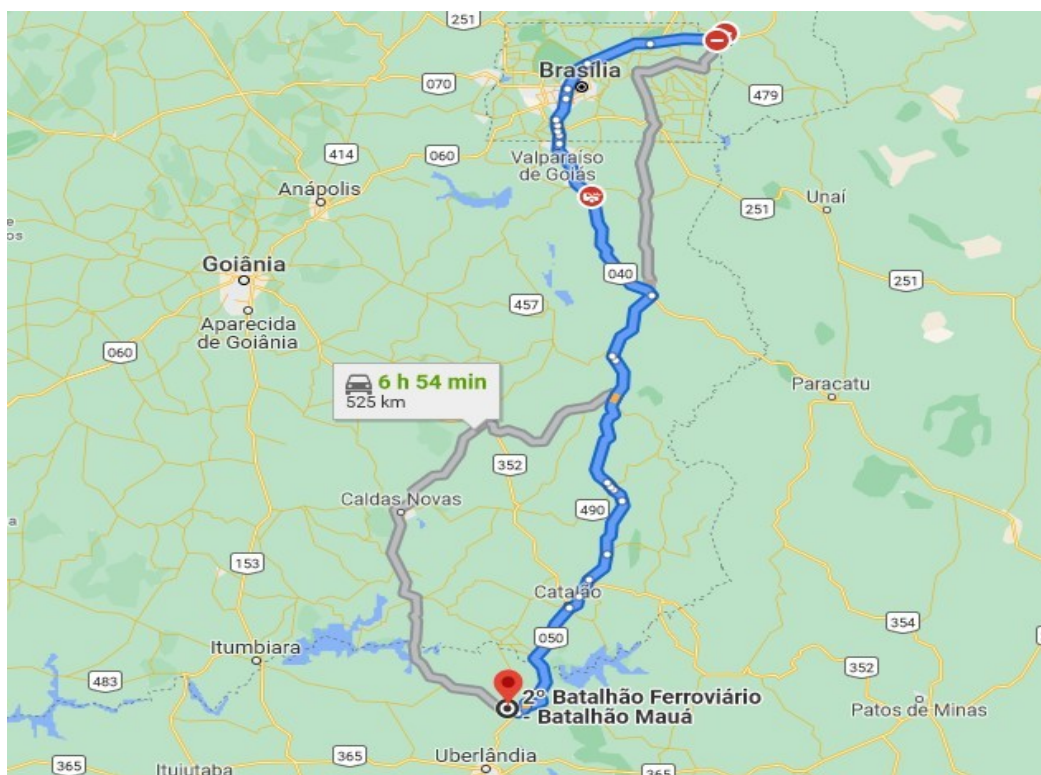 251
Brasília
070
479
414
060
Valparaíso
de Goiás
Anápolis
Unaí
251
Goiânia
040
251
457
Aparecida
de Goiânia
060
6 h 54 min
525 km
Paracatu
352
Caldas Novas
490
153
Catalão
354
050
Itumbiara
352
483
2º Batalhão Ferroviário
- Batalhão Mauá
Patos de Minas
Uberlândia
365
365
365
Ituiutaba